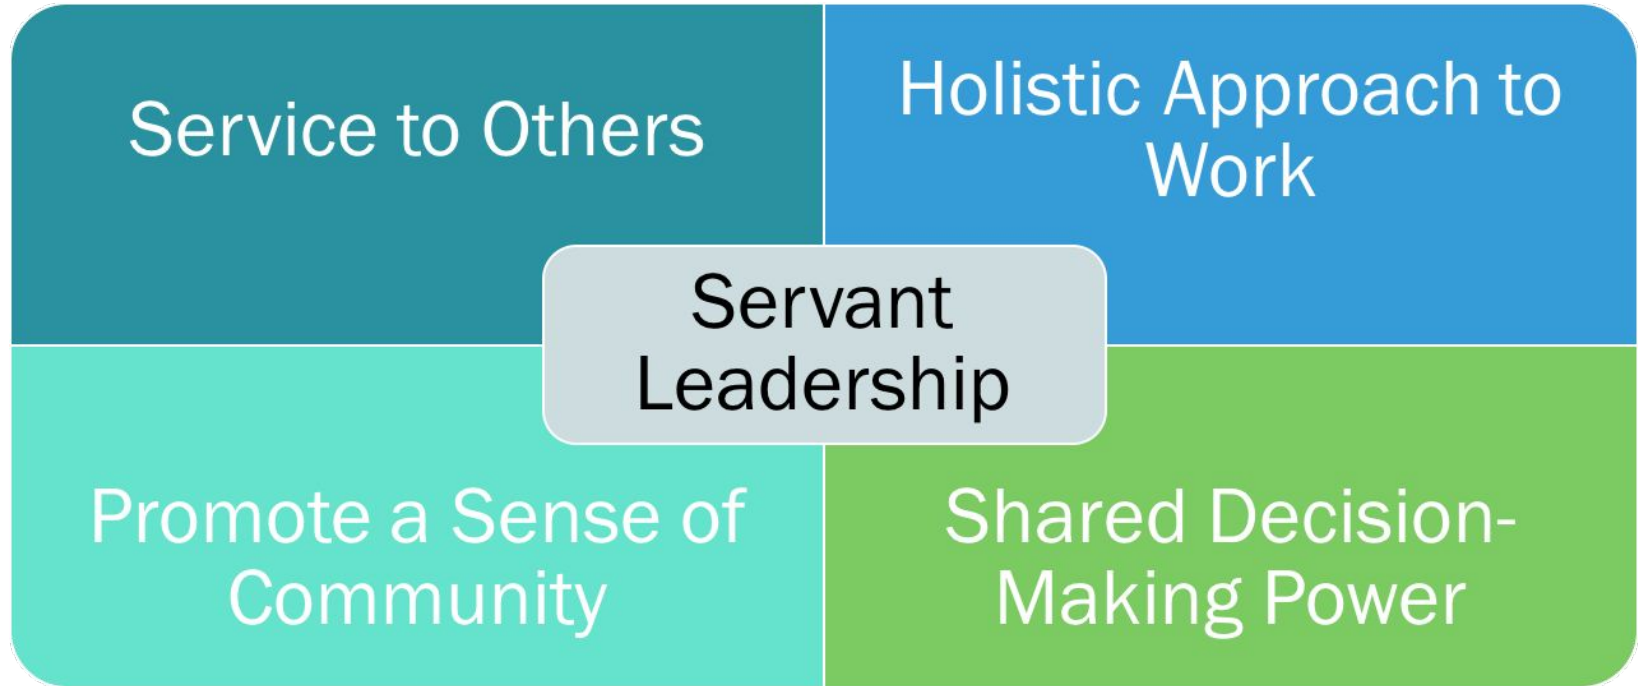 Service to Others
Holistic Approach to
Work
Servant
Leadership
Promote a Sense of
Community
Shared Decision-
Making Power